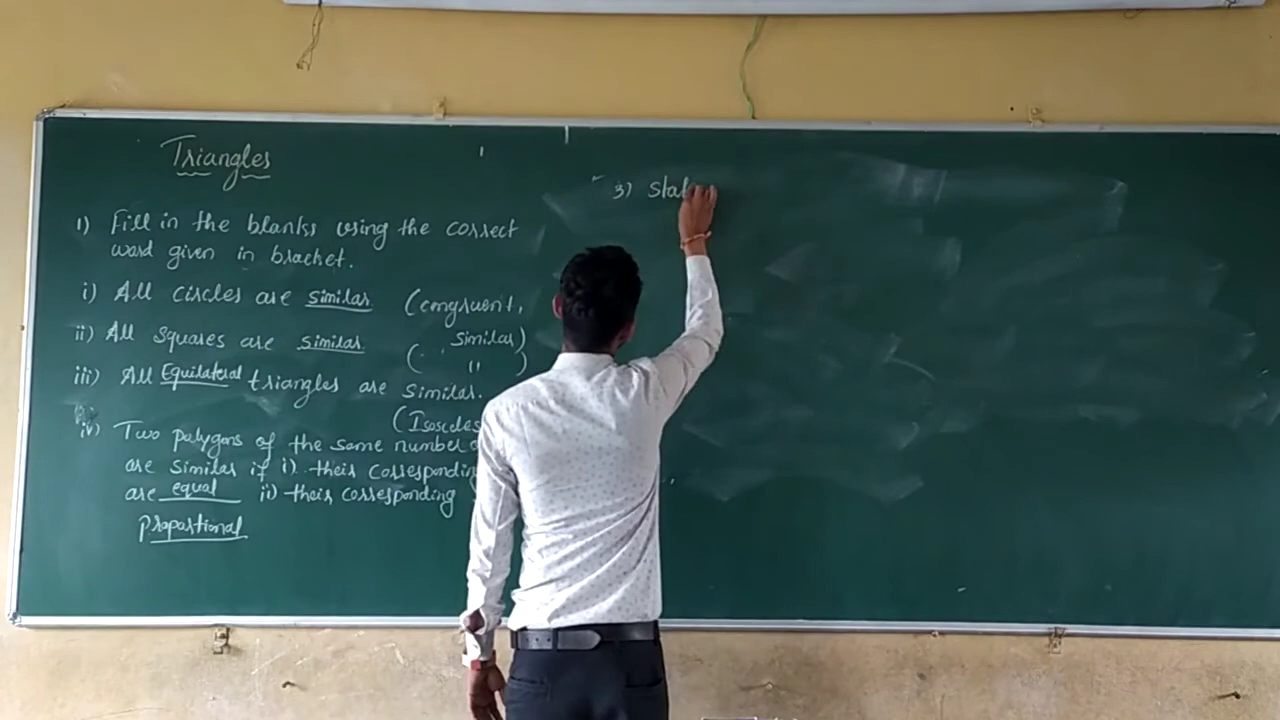 Triangles
1) Fill in the blanks using the correct
word given in bracket.
i) All circles are similar (congruent,
similar)
ii) All squares are similar ( " )
iii) All Equilateral triangles are similar.
(Isosceles
iv) Two polygons of the same number
are similar if i) their corresponding
are equal ii) their corresponding
propartional
3) Stat